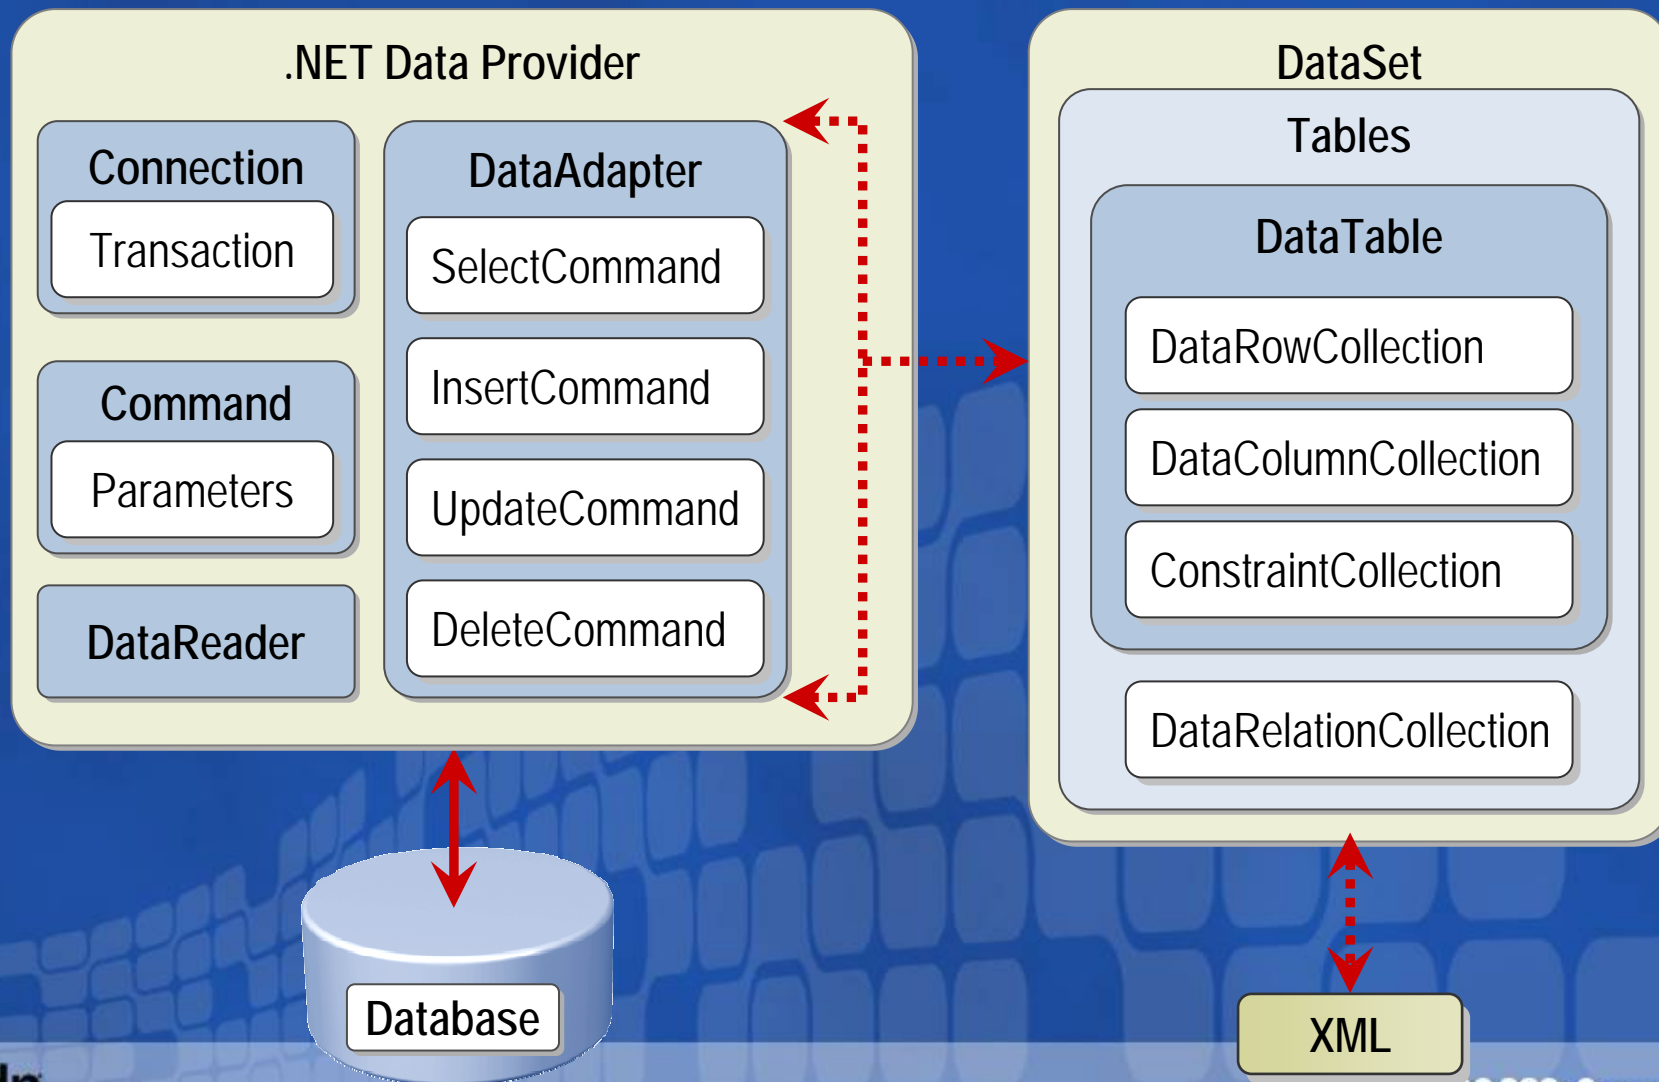 .NET Data Provider
Connection
Transaction
Command
Parameters
DataReader
DataAdapter
SelectCommand
InsertCommand
UpdateCommand
DeleteCommand
DataSet
Tables
DataTable
DataRowCollection
DataColumnCollection
ConstraintCollection
DataRelationCollection
Database
XML